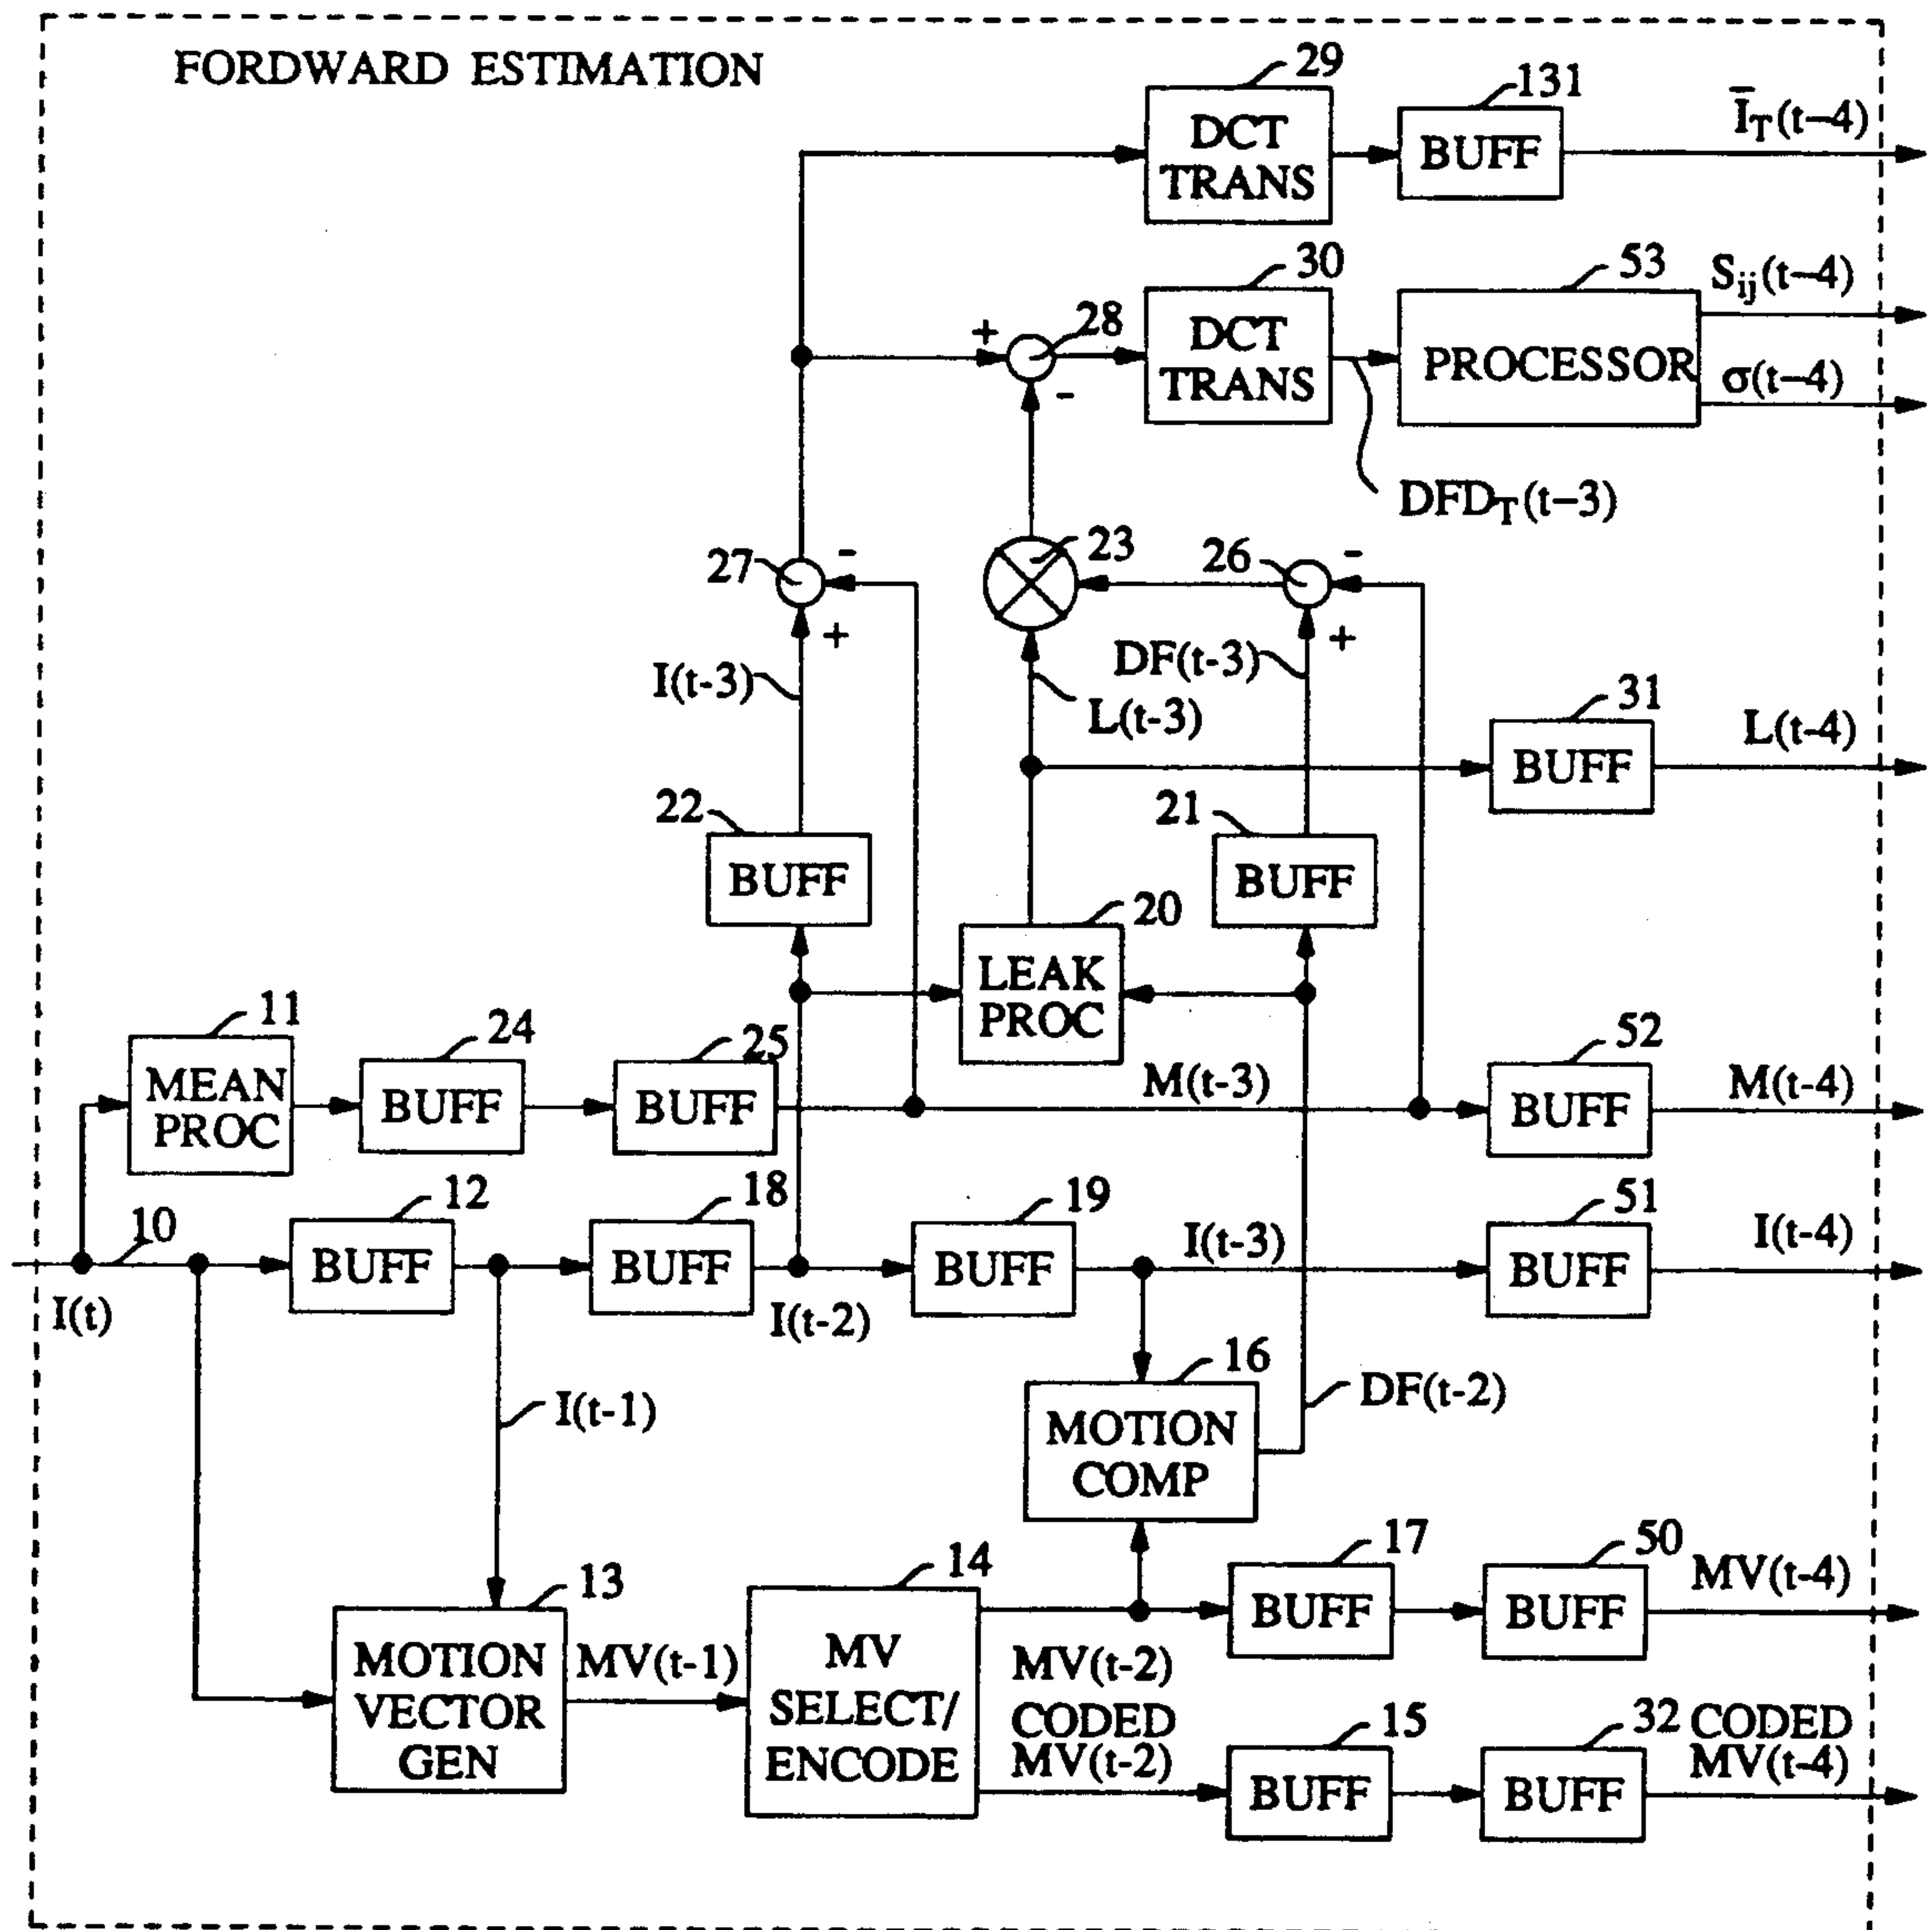 FORDWARD ESTIMATION
29
DCT
TRANS
131
BUFF
ĪT(t–4)
30
DCT
TRANS
53
PROCESSOR
Sij(t–4)
σ(t–4)
+
28
-
DFDT(t–3)
27
-
+
23
26
-
+
I(t-3)
L(t-3)
DF(t-3)
31
BUFF
L(t-4)
22
BUFF
21
BUFF
20
LEAK
PROC
11
MEAN
PROC
24
BUFF
25
BUFF
M(t-3)
52
BUFF
M(t-4)
10
I(t)
12
BUFF
18
BUFF
I(t-2)
19
BUFF
I(t-3)
51
BUFF
I(t-4)
I(t-1)
16
MOTION
COMP
DF(t-2)
13
MOTION
VECTOR
GEN
MV(t-1)
14
MV
SELECT/
ENCODE
MV(t-2)
CODED
MV(t-2)
17
BUFF
50
BUFF
MV(t-4)
15
BUFF
32
BUFF
CODED
MV(t-4)